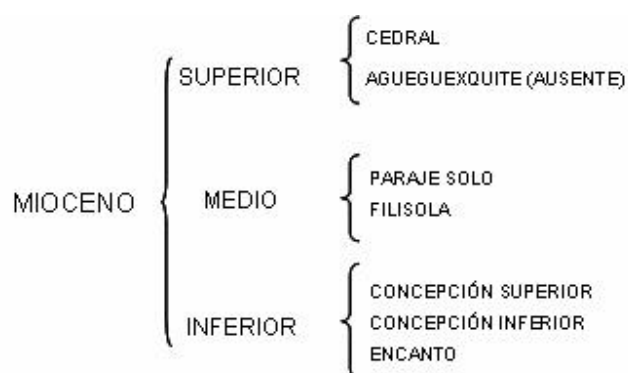 MIOCENO
SUPERIOR
CEDRAL
AGUEGUEXQUITE (AUSENTE)
MEDIO
PARAJE SOLO
FILISOLA
INFERIOR
CONCEPCIÓN SUPERIOR
CONCEPCIÓN INFERIOR
ENCANTO